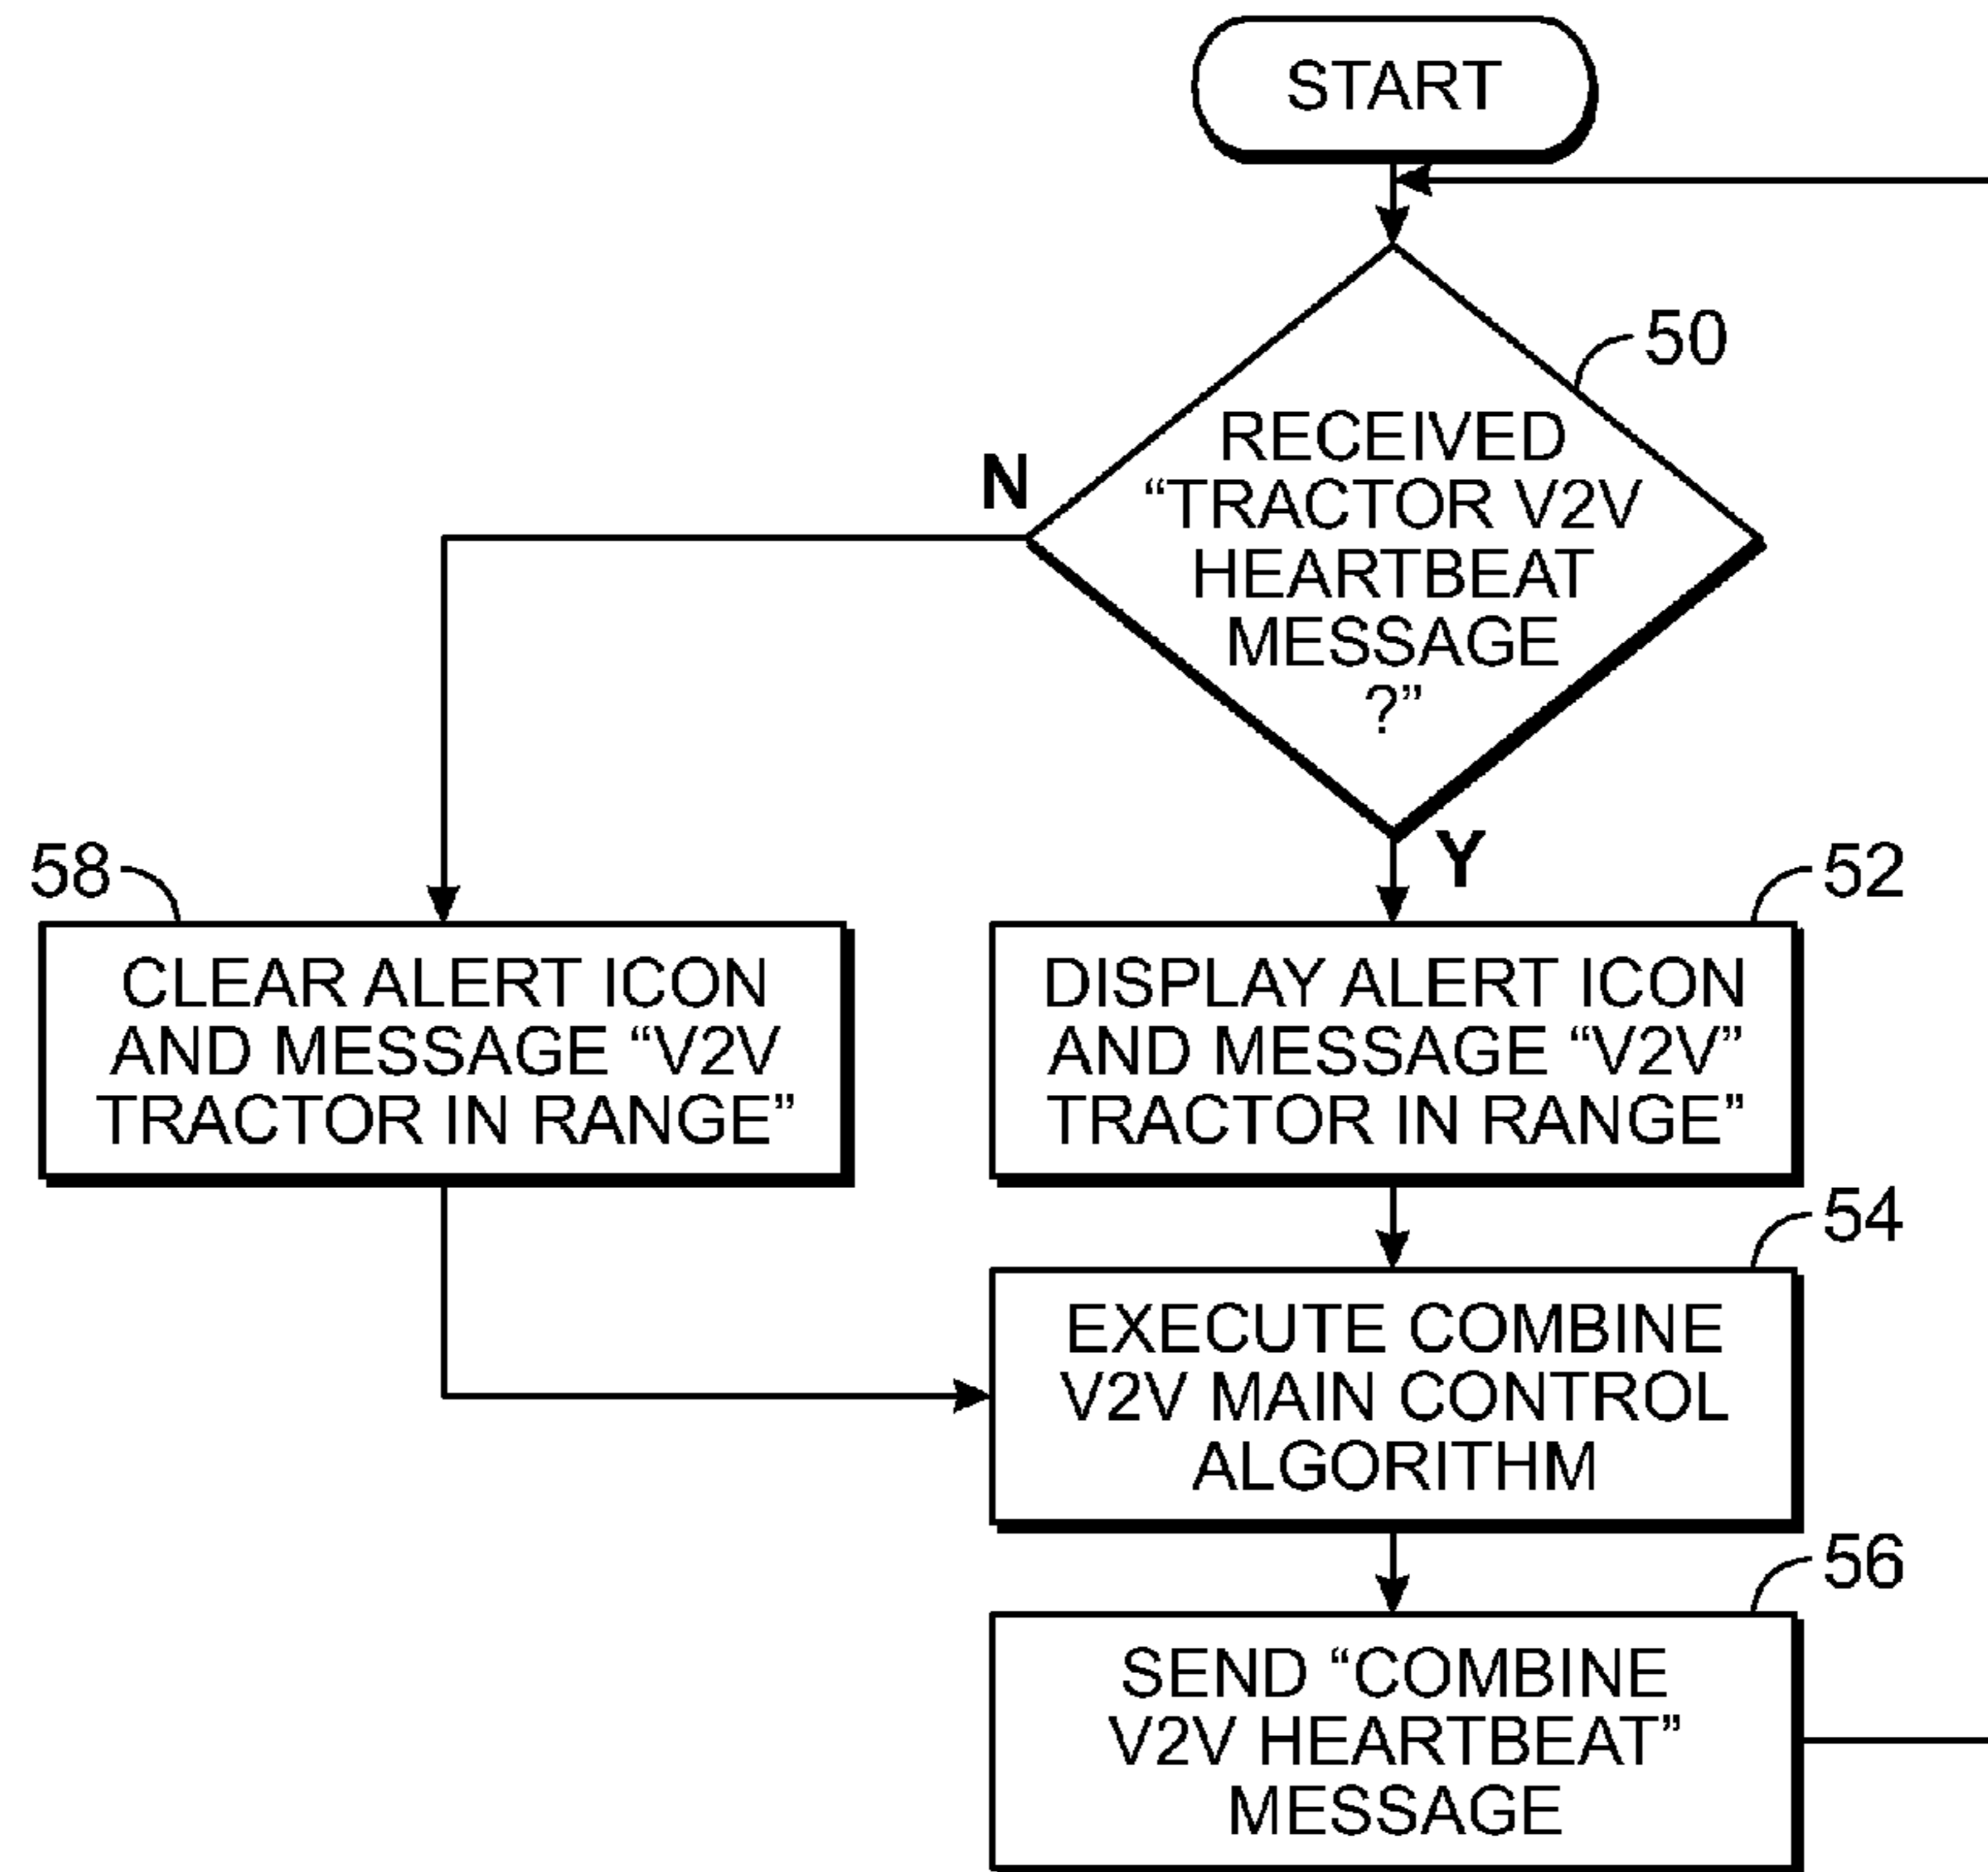 START
50
RECEIVED
“TRACTOR V2V
HEARTBEAT
MESSAGE
?”
N
Y
58
CLEAR ALERT ICON
AND MESSAGE “V2V
TRACTOR IN RANGE”
52
DISPLAY ALERT ICON
AND MESSAGE “V2V”
TRACTOR IN RANGE”
54
EXECUTE COMBINE
V2V MAIN CONTROL
ALGORITHM
56
SEND “COMBINE
V2V HEARTBEAT”
MESSAGE